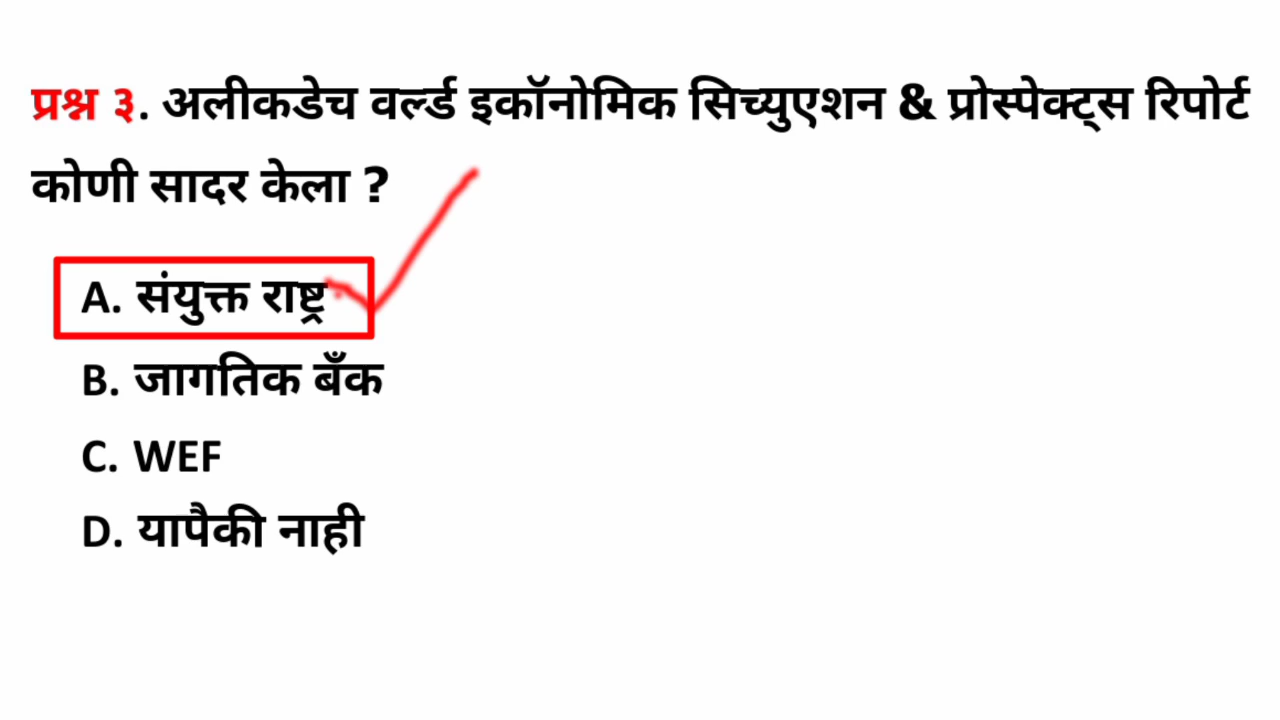 प्रश्न ३. अलीकडेच वर्ल्ड इकॉनोमिक सिच्युएशन & प्रोस्पेक्ट्स रिपोर्ट
कोणी सादर केला ?
A. संयुक्त राष्ट्र
B. जागतिक बँक
C. WEF
D. यापैकी नाही